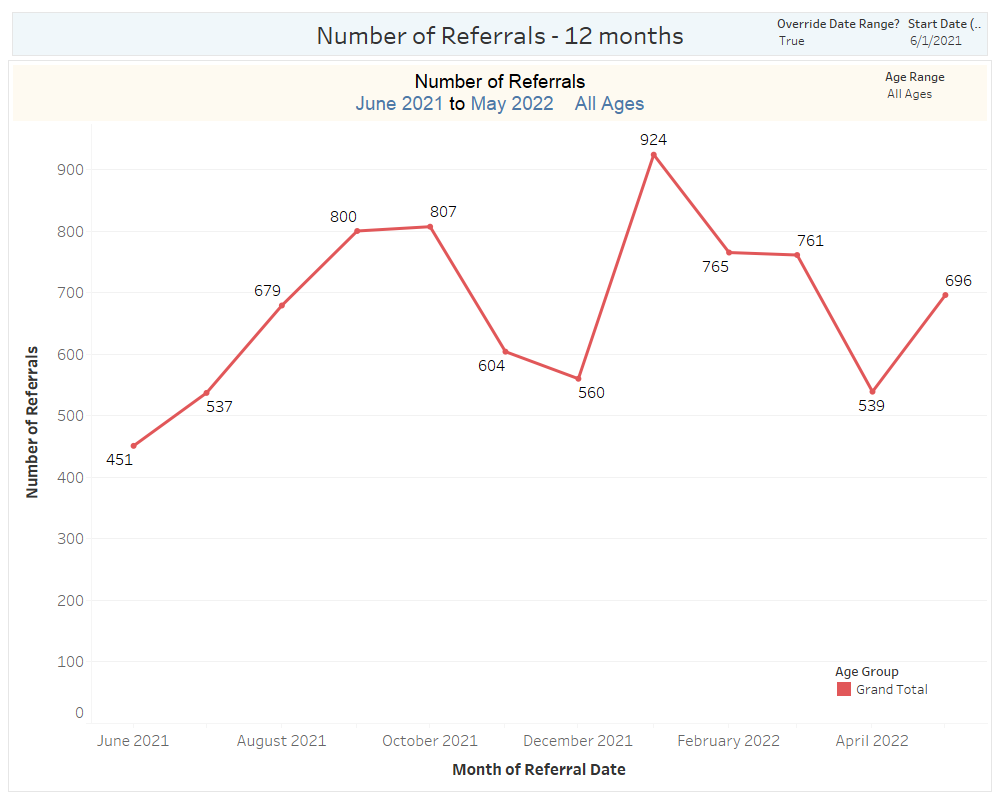 Number of Referrals - 12 months
Override Date Range? Start Date (..
True 6/1/2021
Number of Referrals
June 2021 to May 2022 All Ages
Age Range
All Ages
924
900
807
800
800
761
765
700
696
679
600
604
560
537
539
500
451
400
300
200
100
0
Number of Referrals
Age Group
Grand Total
June 2021 August 2021 October 2021 December 2021 February 2022 April 2022
Month of Referral Date